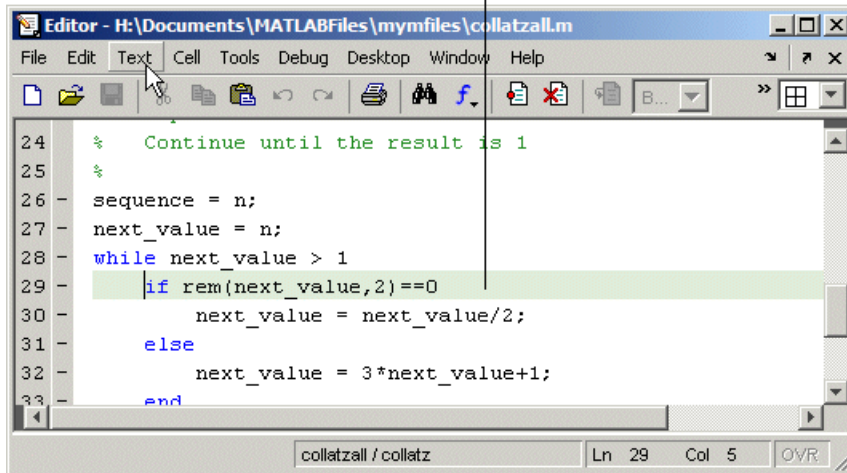 Editor - H:\Documents\MATLABFiles\mymfiles\collatzall.m
File Edit Text Cell Tools Debug Desktop Window Help
B...
24 % Continue until the result is 1
25 %
26 - sequence = n;
27 - next_value = n;
28 - while next_value > 1
29 - if rem(next_value,2)==0
30 - next_value = next_value/2;
31 - else
32 - next_value = 3*next_value+1;
33 - end
collatzall / collatz Ln 29 Col 5 OVR